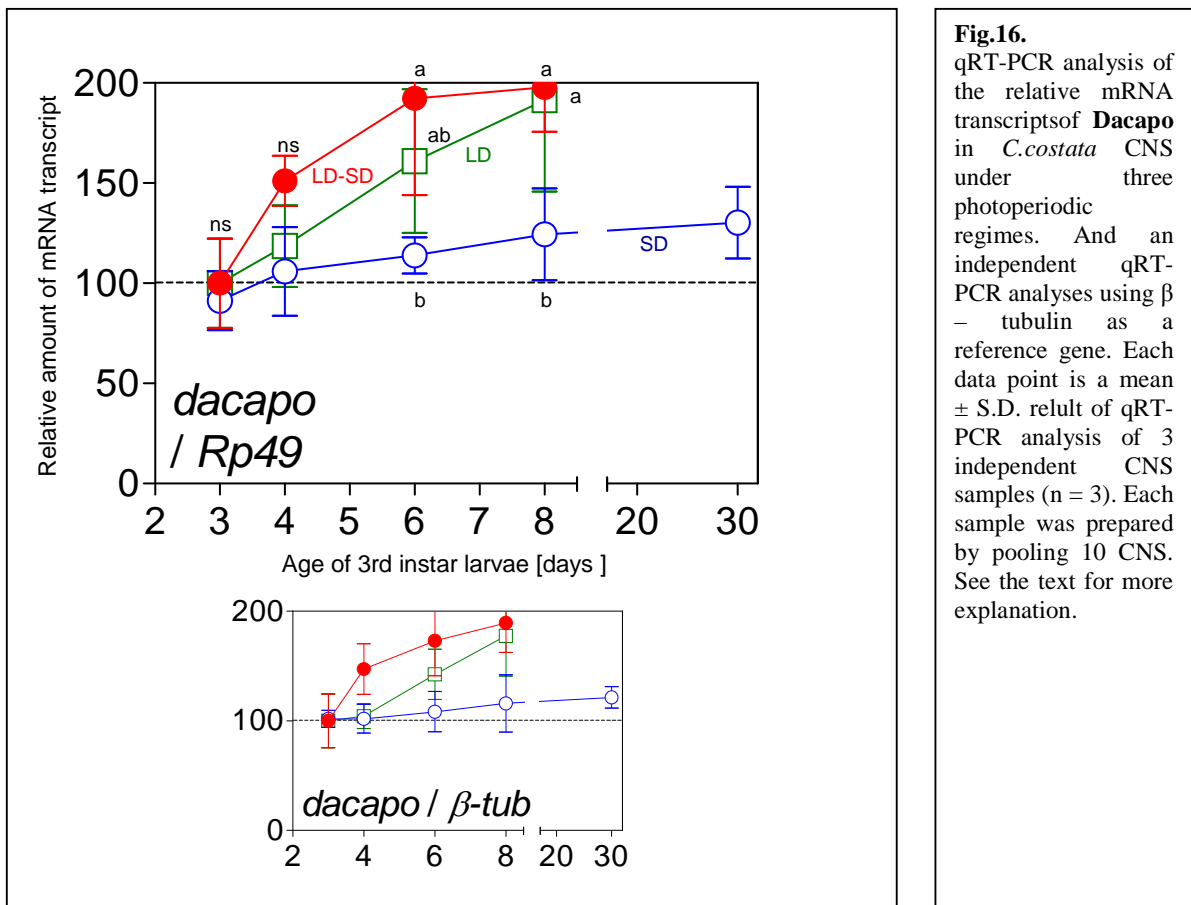 a
a
200
a
ns
ab
LD
150
LD-SD
ns
SD
100
b
b
50
dacapo
/ Rp49
0
2
3
4
5
6
7
8
20
30
Relative amount of mRNA transcript
Age of 3rd instar larvae [days ]
200
100
dacapo / β-tub
0
2
4
6
8
20
30
Fig.16.
qRT-PCR analysis of
the relative mRNA
transcriptsof Dacapo
in C.costata CNS
under three
photoperiodic
regimes. And an
independent qRT-
PCR analyses using β
– tubulin as a
reference gene. Each
data point is a mean
± S.D. relult of qRT-
PCR analysis of 3
independent CNS
samples (n = 3). Each
sample was prepared
by pooling 10 CNS.
See the text for more
explanation.